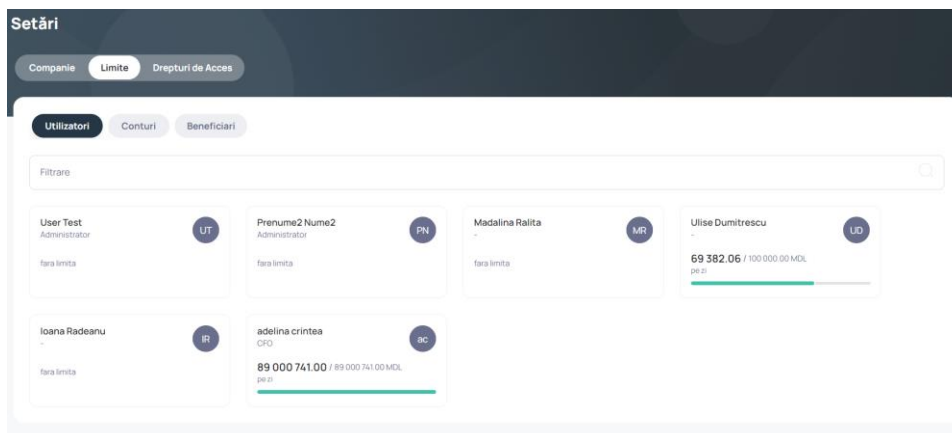 Setări
Companie Limite Drepturi de Acces
Utilizatori Conturi Beneficiari
Filtrare
User Test
Administrator
UT
fara limita
Prenume2 Nume2
Administrator
PN
fara limita
Madalina Ralita
-
MR
fara limita
Ulise Dumitrescu
-
UD
69 382.06 / 100 000.00 MDL
pe zi
Ioana Radeanu
-
IR
fara limita
adelina crintea
CFO
ac
89 000 741.00 / 89 000 741.00 MDL
pe zi